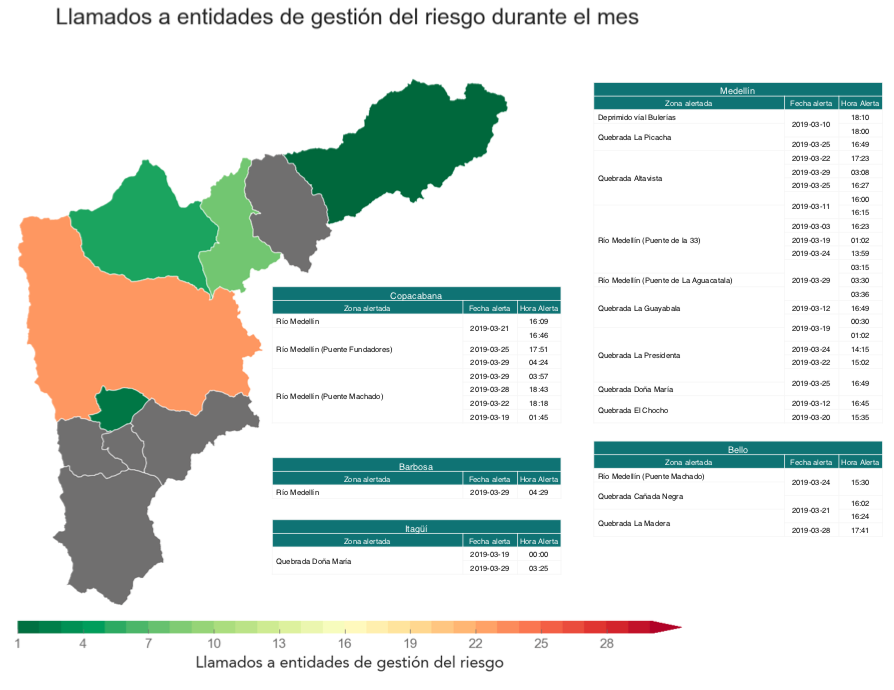 Llamados a entidades de gestión del riesgo durante el mes
Medellín
Zona alertada Fecha alerta Hora Alerta
Deprimido vial Bulerias 2019-03-10 18:10
Quebrada La Picacha 18:00
2019-03-25 16:49
Quebrada Altavista 2019-03-22 17:23
2019-03-29 03:08
2019-03-25 16:27
2019-03-11 16:00
Río Medellín (Puente de la 33) 16:15
2019-03-03 16:23
2019-03-19 01:02
2019-03-24 13:59
2019-03-29 03:15
Río Medellín (Puente de La Aguacatala) 03:30
Quebrada La Guayabala 03:36
2019-03-12 16:49
2019-03-19 00:30
Quebrada La Presidenta 01:02
2019-03-24 14:15
2019-03-22 15:02
2019-03-25 16:49
Quebrada Doña Maria
Quebrada El Chocho 2019-03-12 16:45
2019-03-20 15:35
Copacabana
Zona alertada Fecha alerta Hora Alerta
Río Medellín 2019-03-21 16:09
Río Medellín (Puente Fundadores) 16:46
2019-03-25 17:51
2019-03-29 04:24
Río Medellín (Puente Machado) 2019-03-29 03:57
2019-03-28 18:43
2019-03-22 18:18
2019-03-19 01:45
Bello
Zona alertada Fecha alerta Hora Alerta
Río Medellín (Puente Machado) 2019-03-24 15:30
Quebrada Cañada Negra
2019-03-21 16:02
Quebrada La Madera 16:24
2019-03-28 17:41
Barbosa
Zona alertada Fecha alerta Hora Alerta
Río Medellín 2019-03-29 04:29
Itagüí
Zona alertada Fecha alerta Hora Alerta
Quebrada Doña Maria 2019-03-19 00:00
2019-03-29 03:25
1 4 7 10 13 16 19 22 25 28
Llamados a entidades de gestión del riesgo